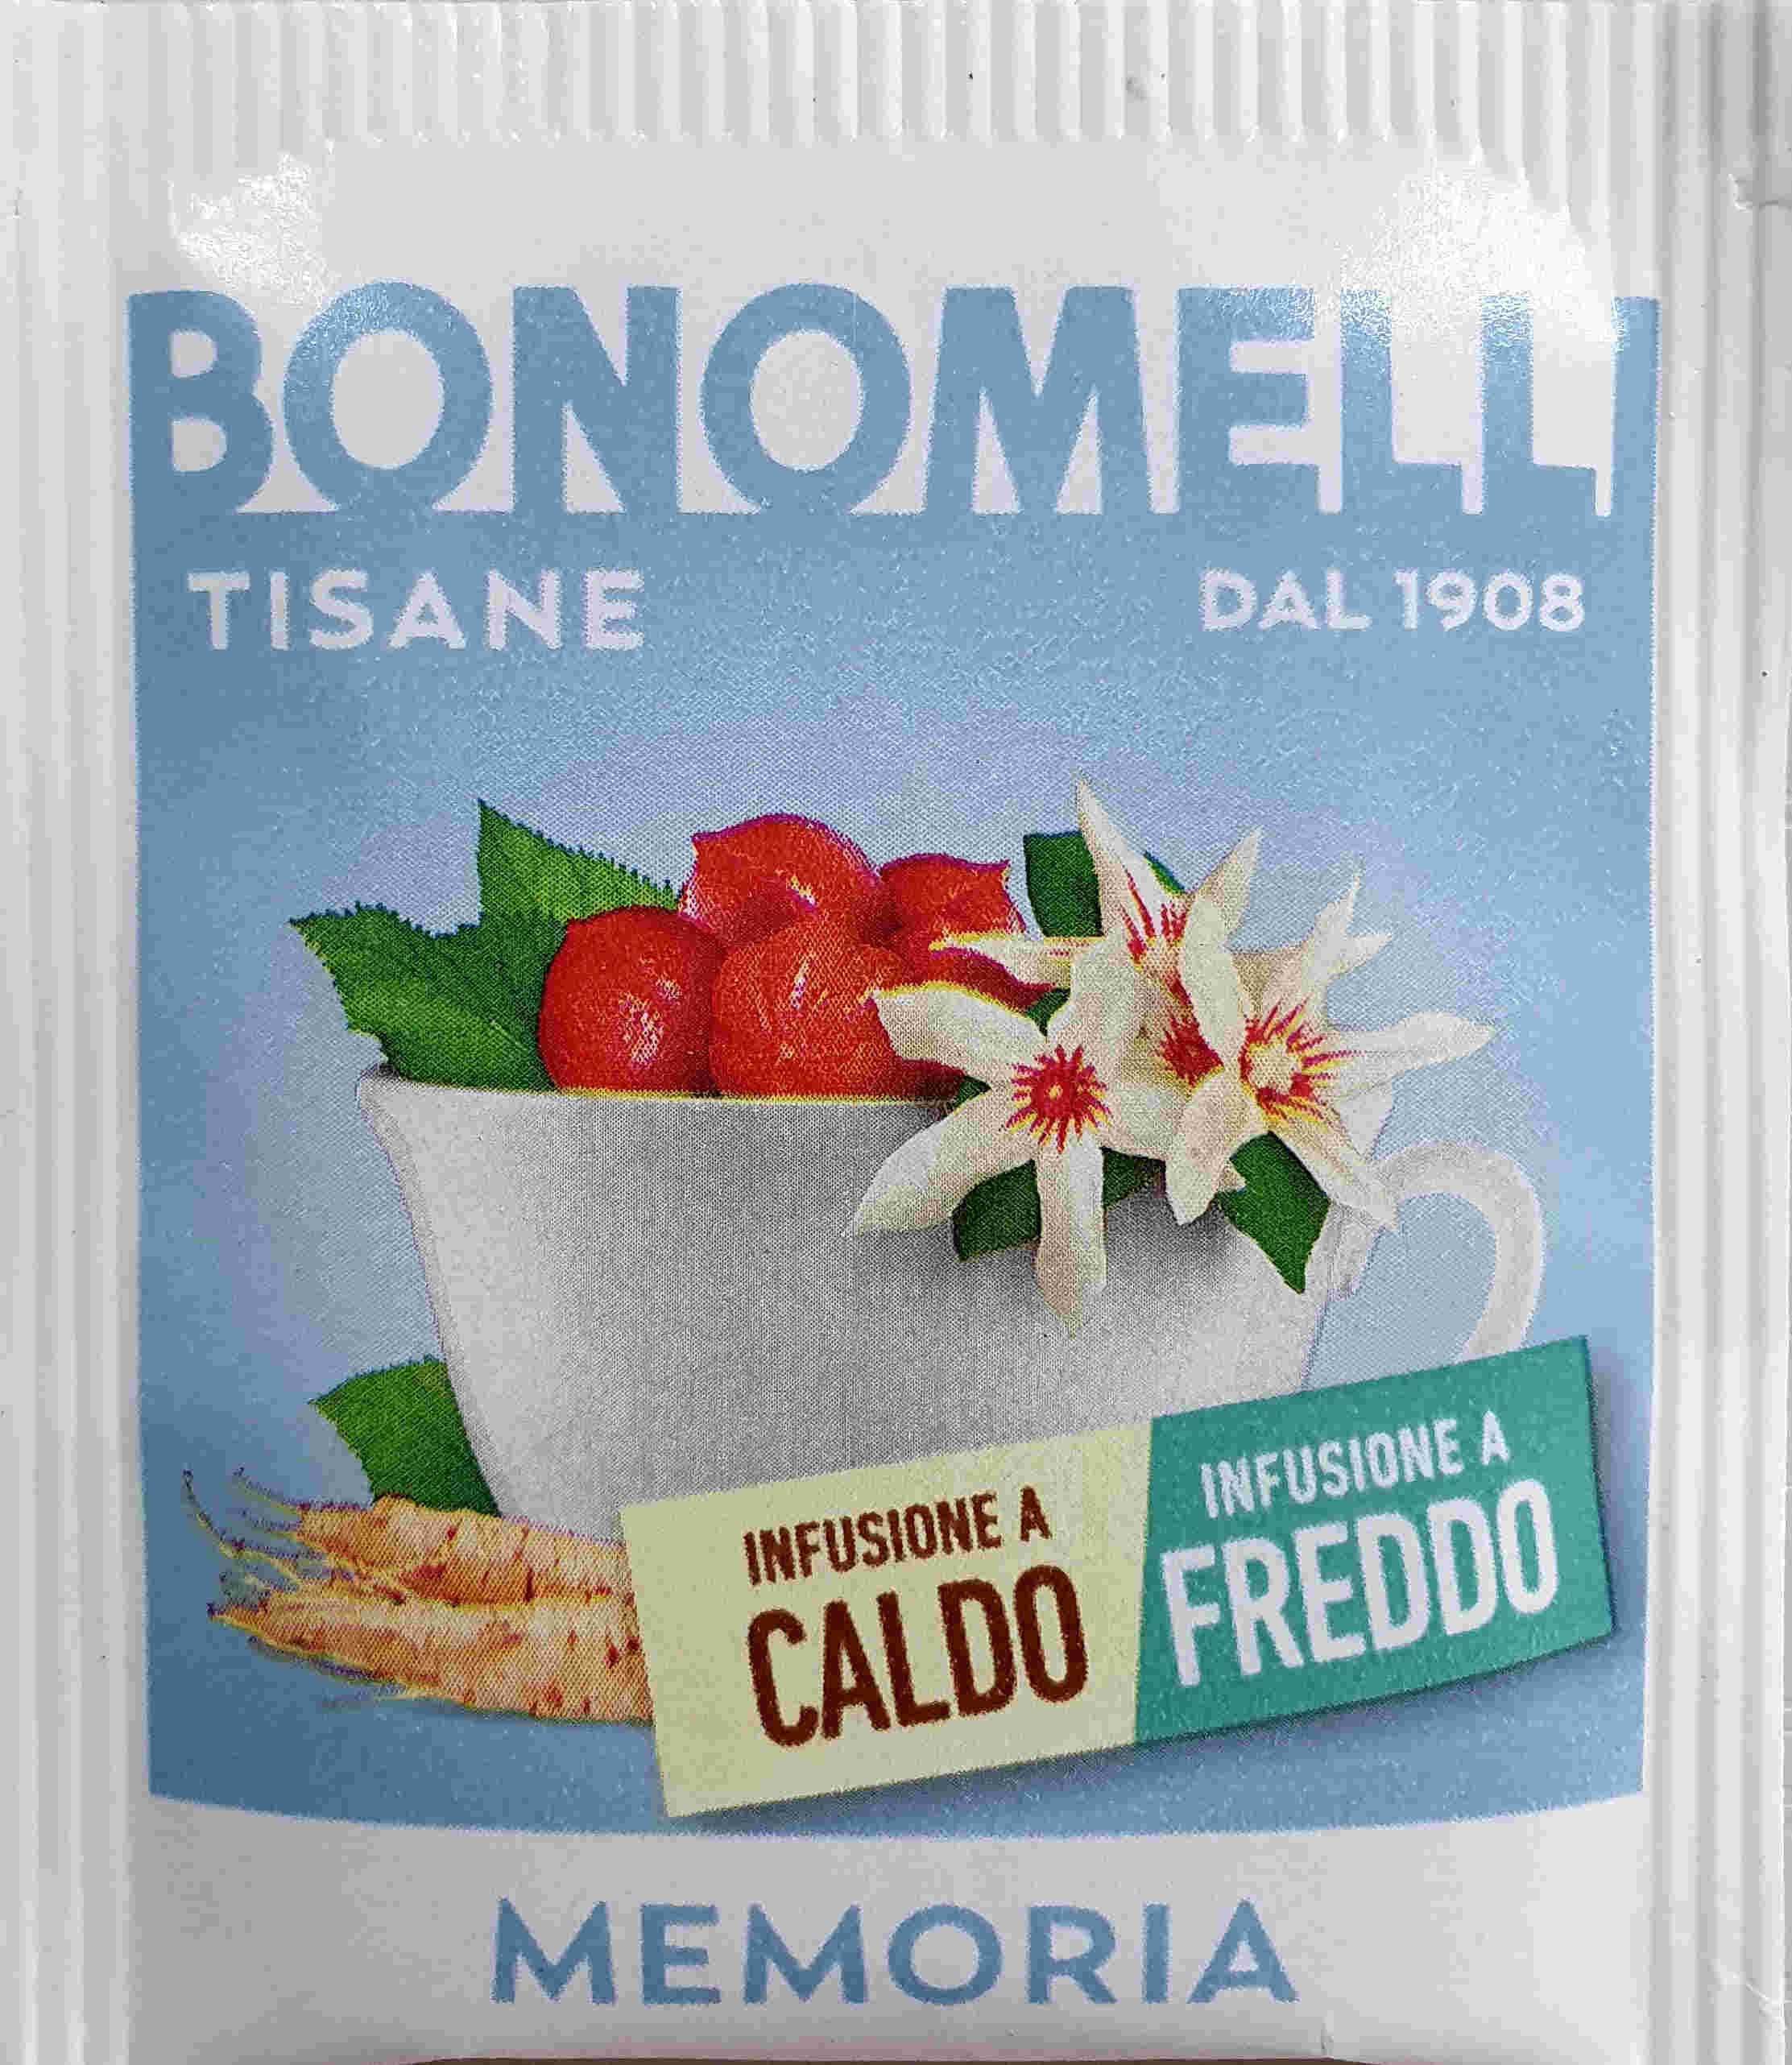 BONOMELLI
TISANE DAL 1908
INFUSIONE A CALDO
INFUSIONE A FREDDO
MEMORIA